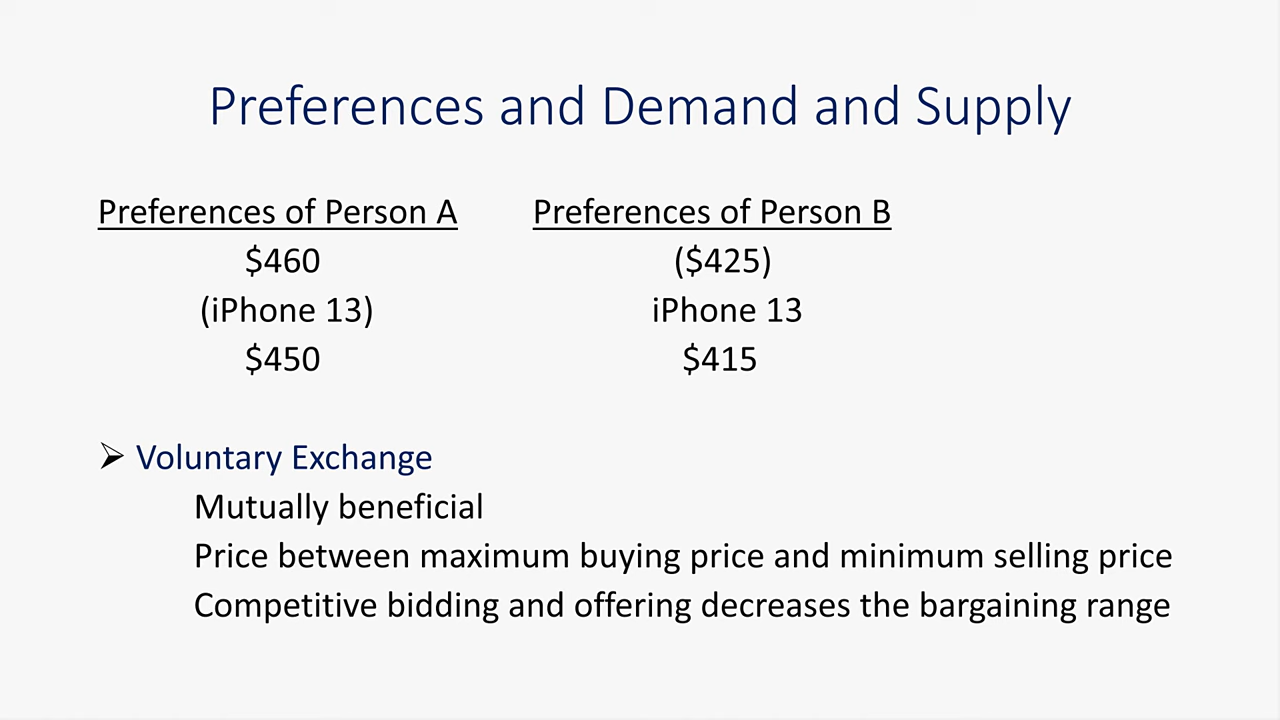 Preferences and Demand and Supply
Preferences of Person A Preferences of Person B
$460 ($425)
(iPhone 13) iPhone 13
$450 $415
➢ Voluntary Exchange
Mutually beneficial
Price between maximum buying price and minimum selling price
Competitive bidding and offering decreases the bargaining range